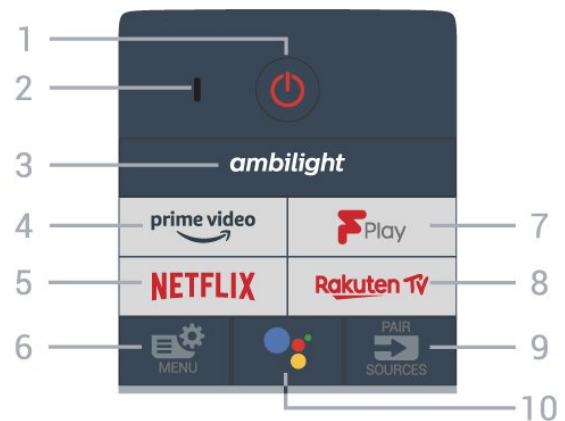 1
2
3
ambilight
4
prime video
F Play
7
5
NETFLIX
Rakuten TV
8
6
MENU
PAIR
SOURCES
9
10